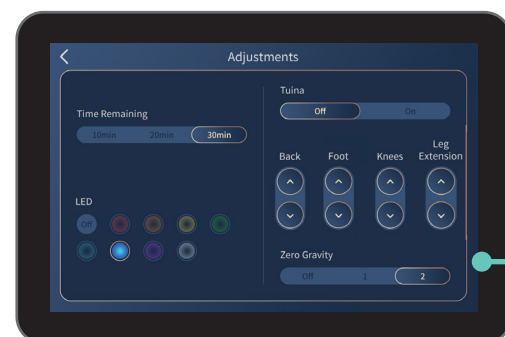 Adjustments
Time Remaining
10min 20min 30min
LED
Off
Tuina
Off On
Back Foot Knees Leg Extension
Zero Gravity
Off 1 2